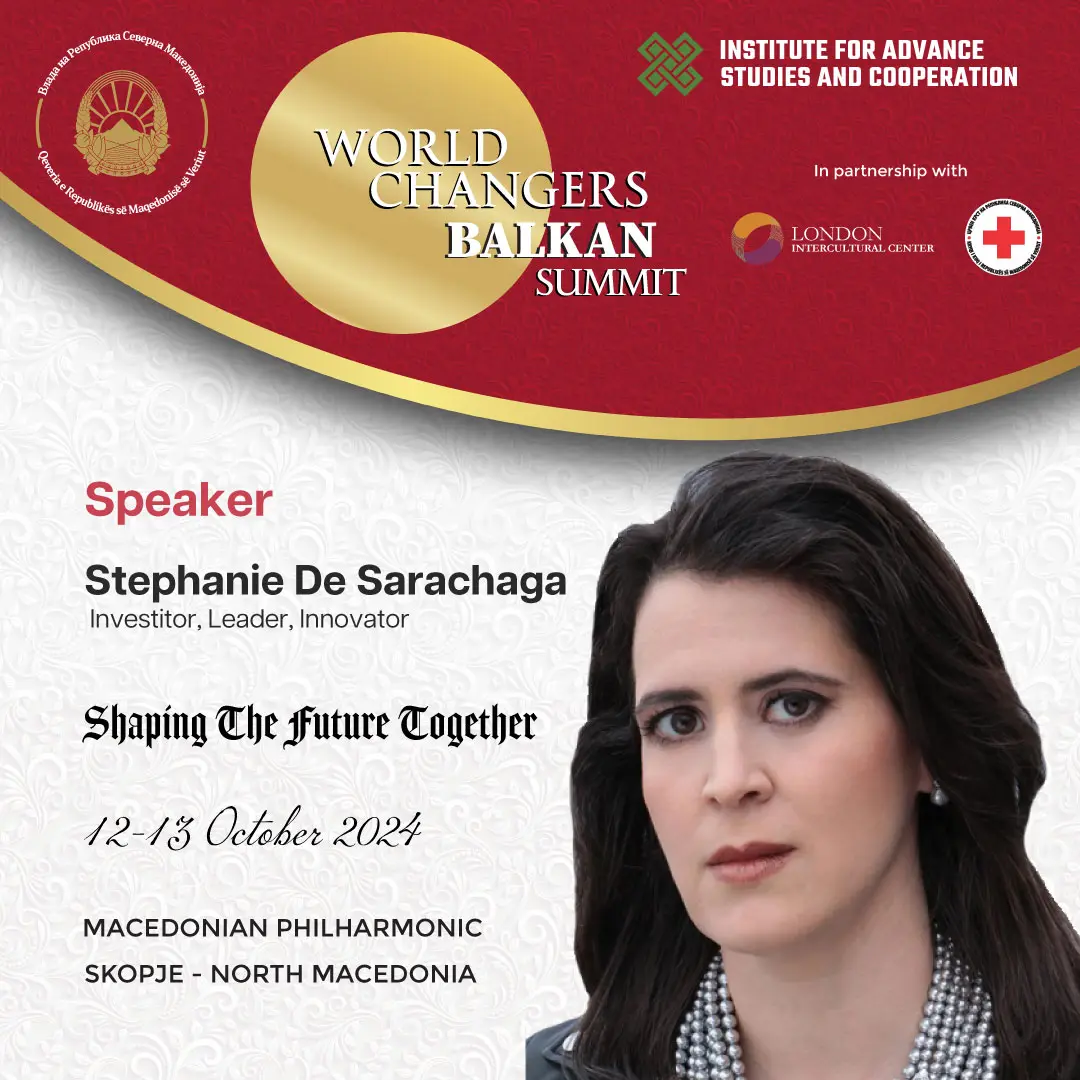 Влада на Република Северна Македонија
Qeveria e Republikës së Maqedonisë së Veriut
WORLD
CHANGERS
BALKAN
SUMMIT
INSTITUTE FOR ADVANCE
STUDIES AND COOPERATION
In partnership with
LONDON
INTERCULTURAL CENTER
Speaker
Stephanie De Sarachaga
Investitor, Leader, Innovator
Shaping The Future Together
12-13 October 2024
MACEDONIAN PHILHARMONIC
SKOPJE - NORTH MACEDONIA